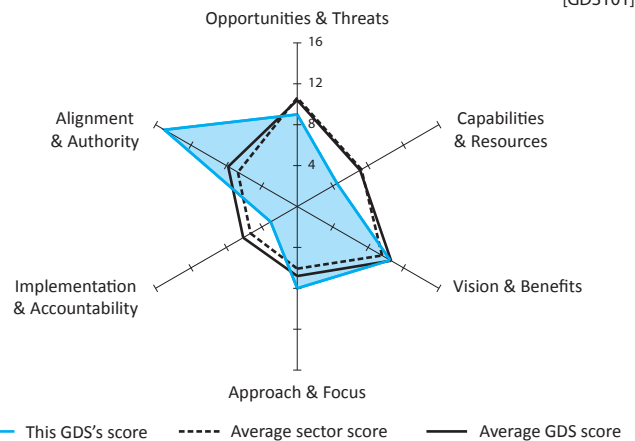 [GDS101]
Opportunities & Threats
16
12
8
4
Alignment
& Authority
Capabilities
& Resources
Implementation
& Accountability
Vision & Benefits
Approach & Focus
This GDS's score
Average sector score
Average GDS score